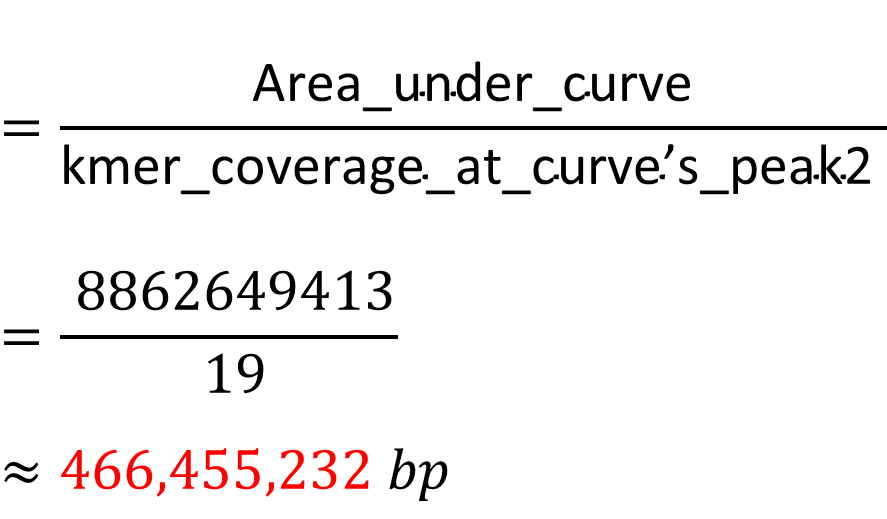 = Area_under_curve
kmer_coverage_at_curve’s_peak2
= 8862649413
19
≈ 466,455,232 bp